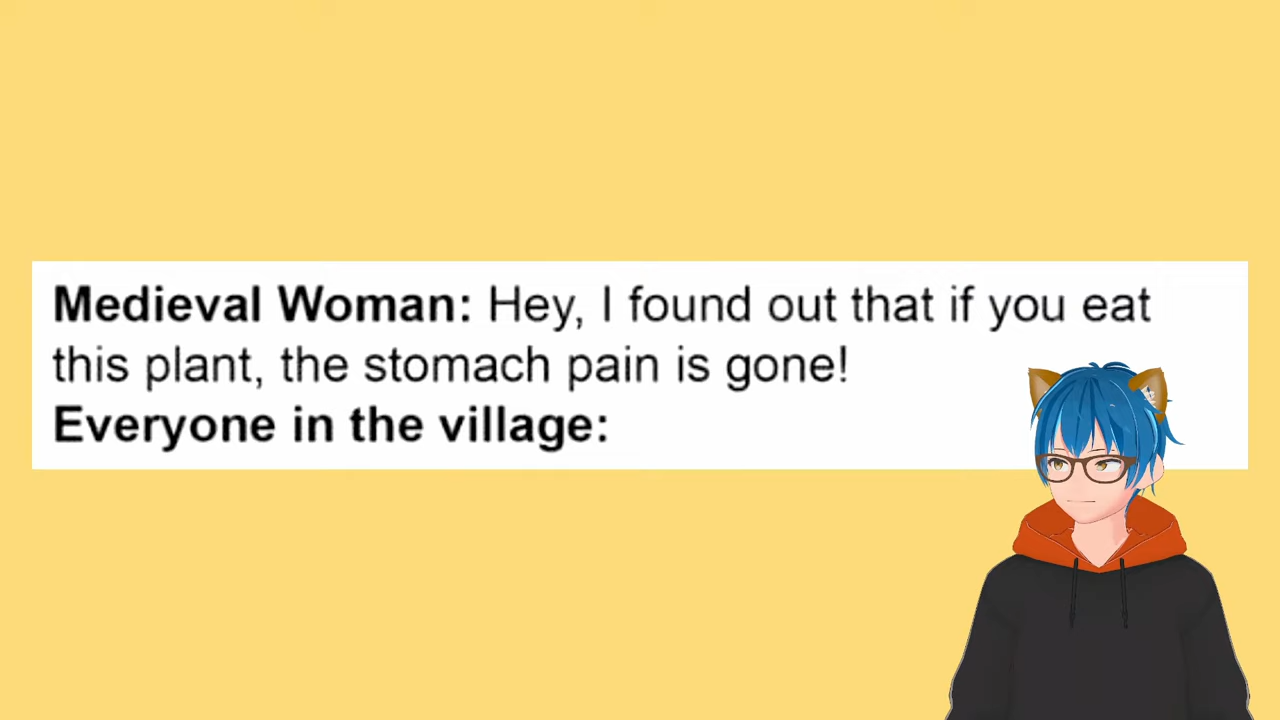 Medieval Woman: Hey, I found out that if you eat
this plant, the stomach pain is gone!
Everyone in the village: